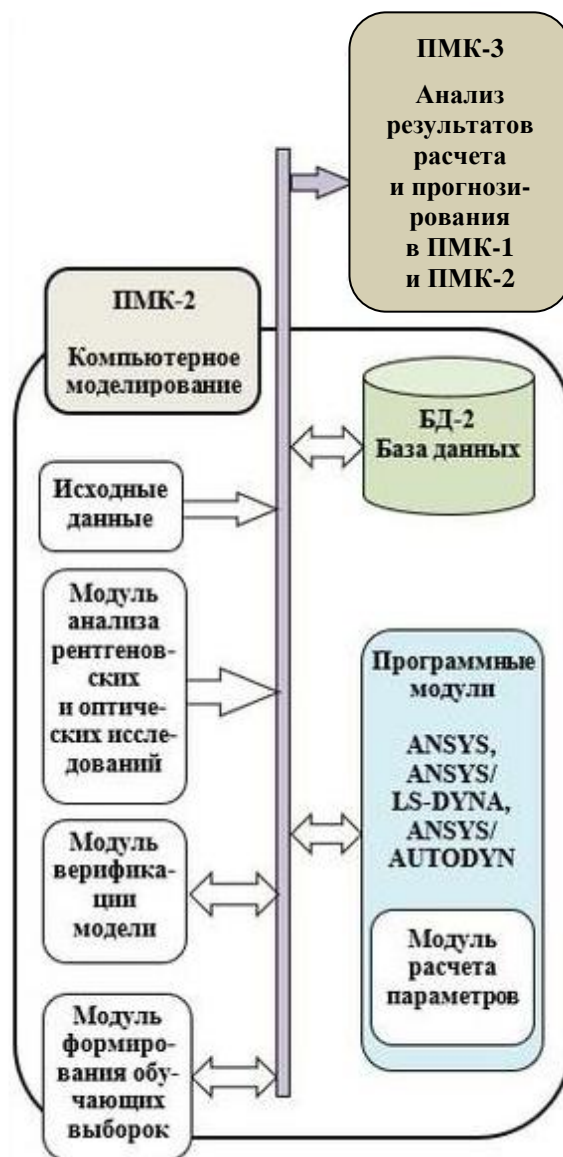 ПМК-3
Анализ
результатов
расчета
и прогнози-
рования
в ПМК-1
и ПМК-2
ПМК-2
Компьютерное
моделирование
БД-2
База данных
Исходные
данные
Модуль
анализа
рентгенов-
ских
и оптиче-
ских иссле-
дований
Программные
модули
ANSYS,
ANSYS/
LS-DYNA,
ANSYS/
AUTODYN
Модуль
расчета
параметров
Модуль
верифика-
ции
модели
Модуль
формиро-
вания обу-
чающих
выборок